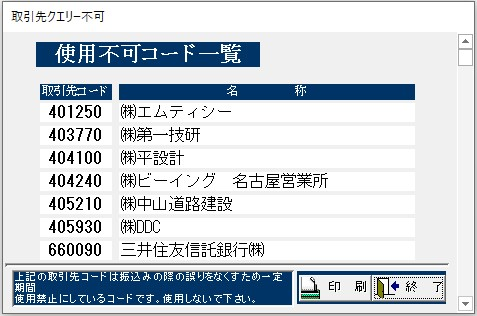 取引先クエリー不可
使用不可コード一覧
取引先コード 名　　　称
401250 ㈱エムティシー
403770 ㈱第一技研
404100 ㈱平設計
404240 ㈱ビーイング　名古屋営業所
405210 ㈱中山道路建設
405930 ㈱DDC
660090 三井住友信託銀行㈱
上記の取引先コードは振込みの際の誤りをなくすため一定
期間
使用禁止にしているコードです。使用しないで下さい。
印　刷
終　了